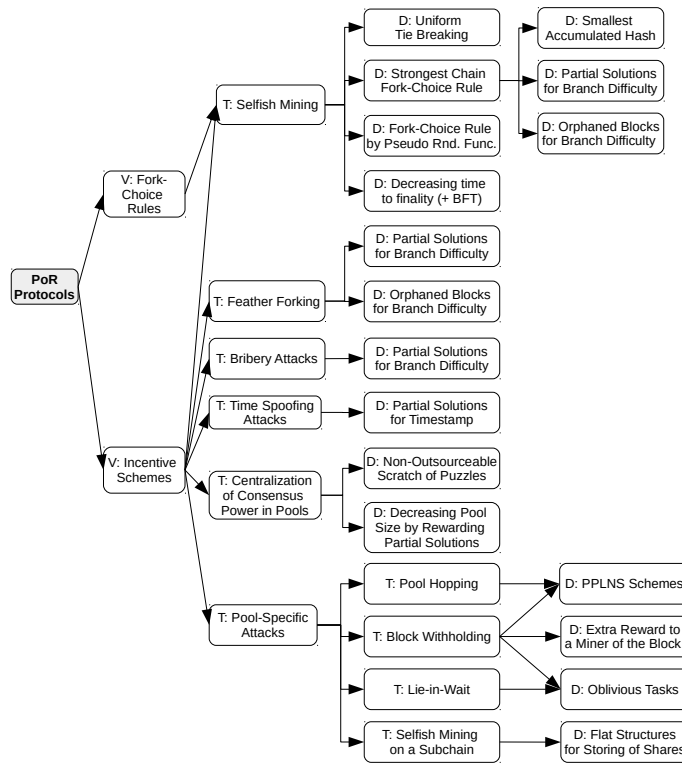 PoR
Protocols
V: Fork-
Choice
Rules
V: Incentive
Schemes
T: Selfish Mining
D: Uniform
Tie Breaking
D: Strongest Chain
Fork-Choice Rule
D: Smallest
Accumulated Hash
D: Partial Solutions
for Branch Difficulty
D: Orphaned Blocks
for Branch Difficulty
D: Fork-Choice Rule
by Pseudo Rnd. Func.
D: Decreasing time
to finality (+ BFT)
T: Feather Forking
D: Partial Solutions
for Branch Difficulty
D: Orphaned Blocks
for Branch Difficulty
T: Bribery Attacks
D: Partial Solutions
for Branch Difficulty
T: Time Spoofing
Attacks
D: Partial Solutions
for Timestamp
T: Centralization
of Consensus
Power in Pools
D: Non-Outsourceable
Scratch of Puzzles
D: Decreasing Pool
Size by Rewarding
Partial Solutions
T: Pool-Specific
Attacks
T: Pool Hopping
D: PPLNS Schemes
T: Block Withholding
D: Extra Reward to
a Miner of the Block
T: Lie-in-Wait
D: Oblivious Tasks
T: Selfish Mining
on a Subchain
D: Flat Structures
for Storing of Shares